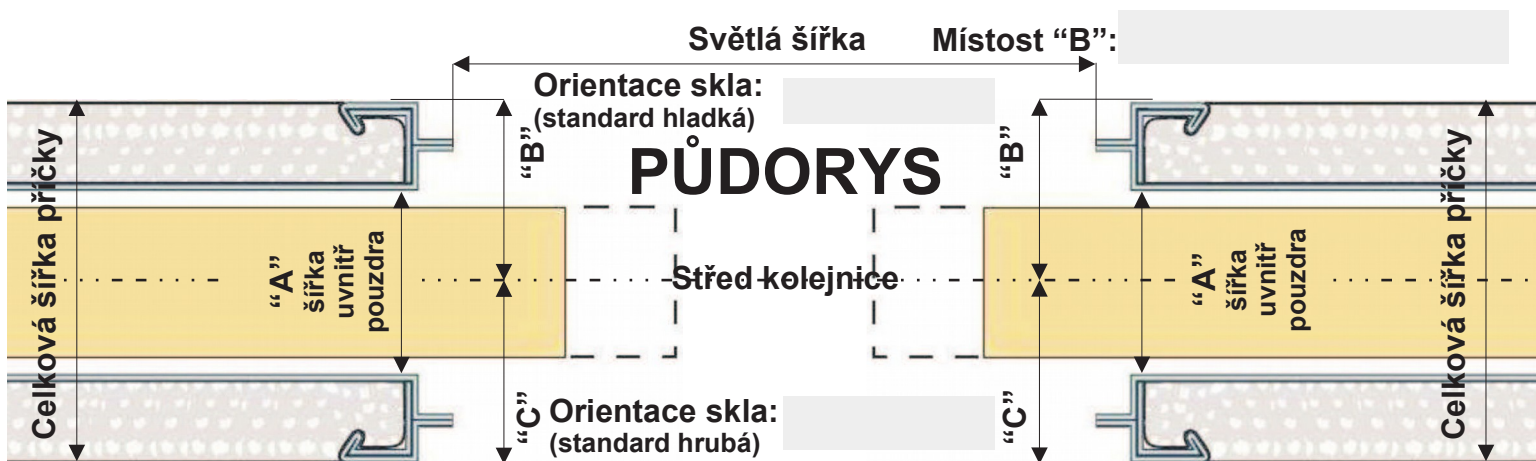 Světlá šířka
Místost “B”:
Orientace skla:
(standard hladká)
PŮDORYS
Celková šířka příčky
“A”
šířka
uvnitř
pouzdra
“B”
“C”
Střed kolejnice
“B”
“C”
“A”
šířka
uvnitř
pouzdra
Celková šířka příčky
Orientace skla:
(standard hrubá)